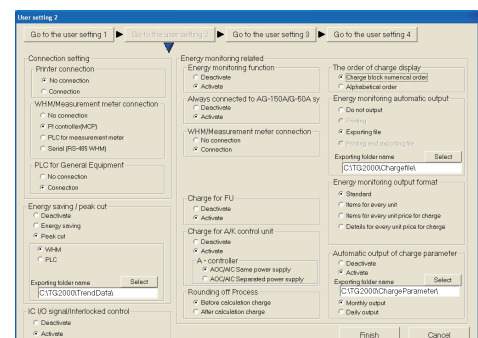 User setting 2
Go to the user setting 1
Go to the user setting 2
Go to the user setting 3
Go to the user setting 4
Connection setting
Printer connection
No connection
Connection
WHM/Measurement meter connection
No connection
PI controller(MCP)
PLC for measurement meter
Serial (RS-485 WHM)
PLC for General Equipment
No connection
Connection
Energy saving / peak cut
Deactivate
Energy saving
Peak cut
WHM
PLC
Exporting folder name
Select
C:\TG2000\TrendData\
IC I/O signal/Interlocked control
Deactivate
Activate
Energy monitoring related
Energy monitoring function
Deactivate
Activate
Always connected to AG-150A/G-50A sy
Deactivate
Activate
WHM/Measurement meter connection
No connection
Connection
Charge for FU
Deactivate
Activate
Charge for A/K control unit
Deactivate
Activate
A - controller
AOC/AIC Same power supply
AOC/AIC Separated power supply
Rounding off Process
Before calculation charge
After calculation charge
The order of charge display
Charge block numerical order
Alphabetical order
Energy monitoring automatic output
Do not output
Printing
Exporting file
Printing and exporting file
Exporting folder name
Select
C:\TG2000\Chargefile\
Energy monitoring output format
Standard
Items for every unit
Items for every unit price for charge
Details for every unit price for charge
Automatic output of charge parameter
Deactivate
Activate
Exporting folder name
Select
C:\TG2000\ChargeParameter\
Monthly output
Daily output
Finish
Cancel